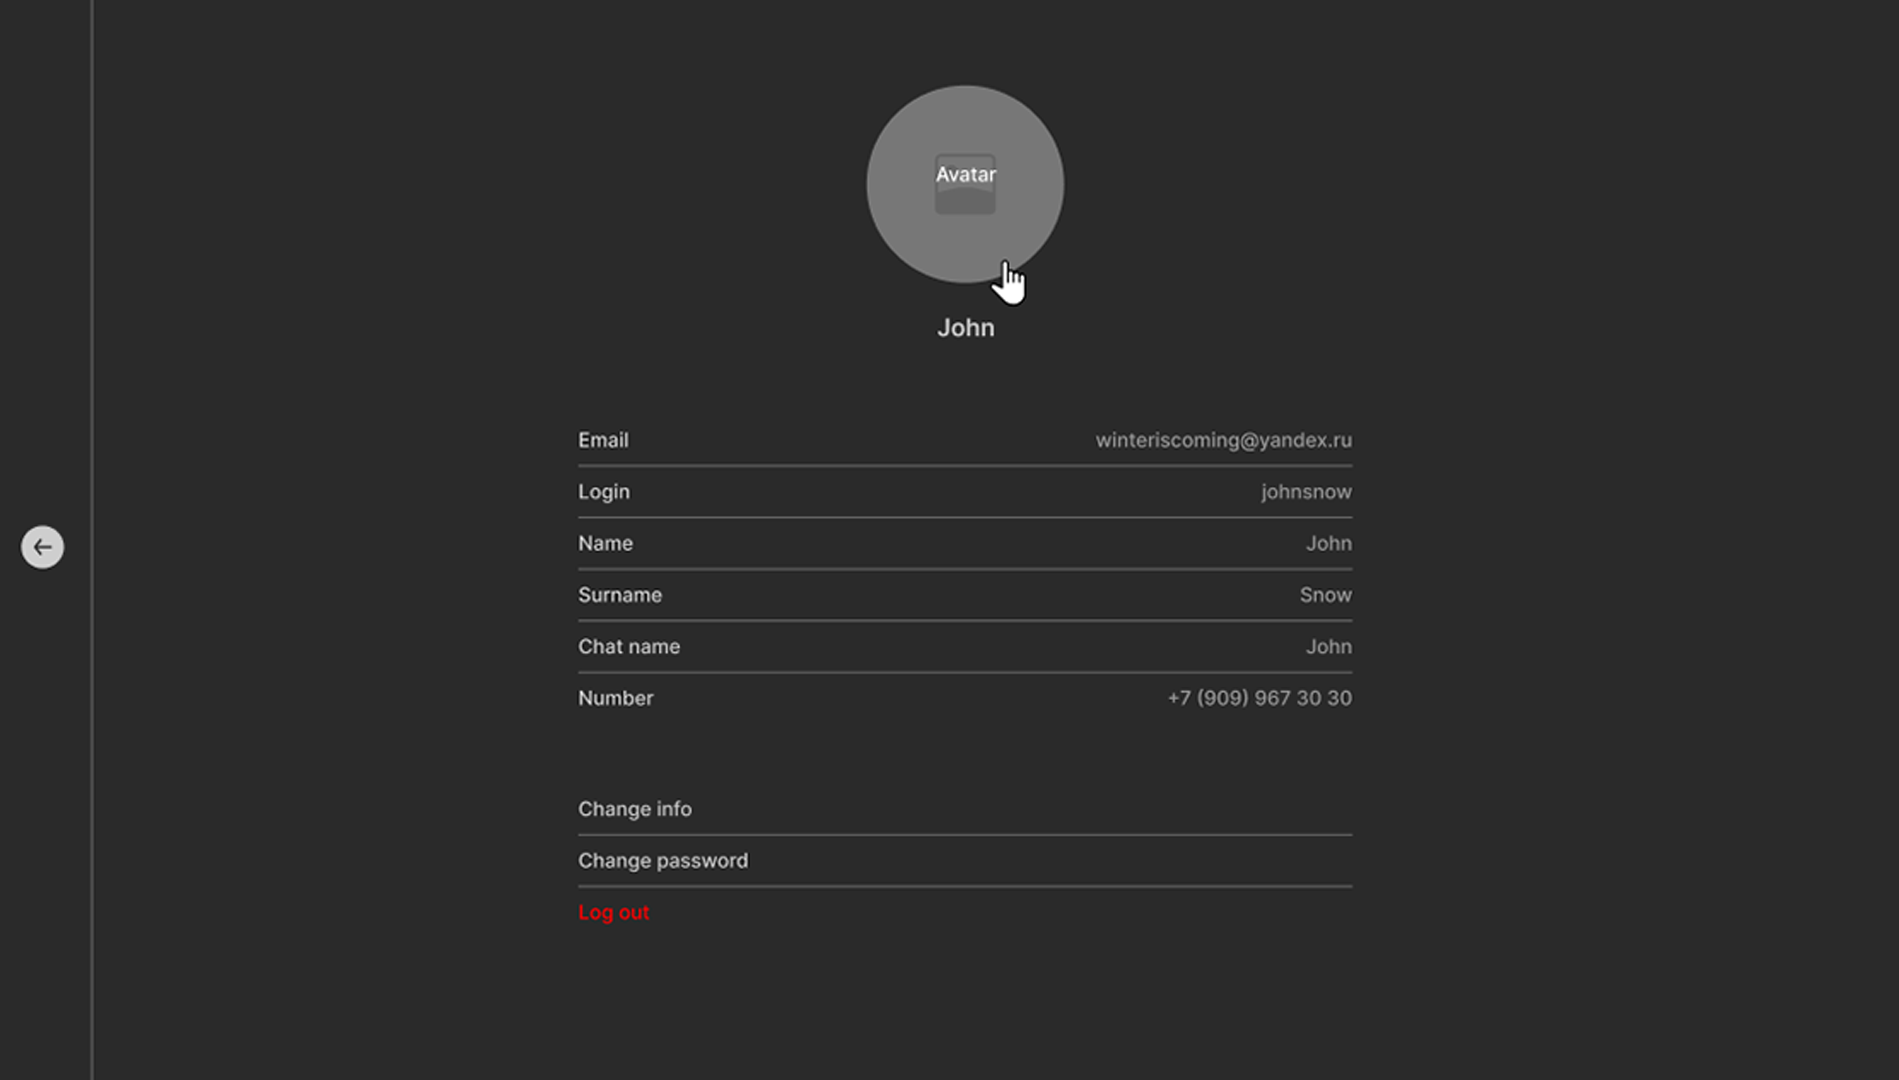 Avatar
John
Email winteriscoming@yandex.ru
Login johnsnow
Name John
Surname Snow
Chat name John
Number +7 (909) 967 30 30
Change info
Change password
Log out